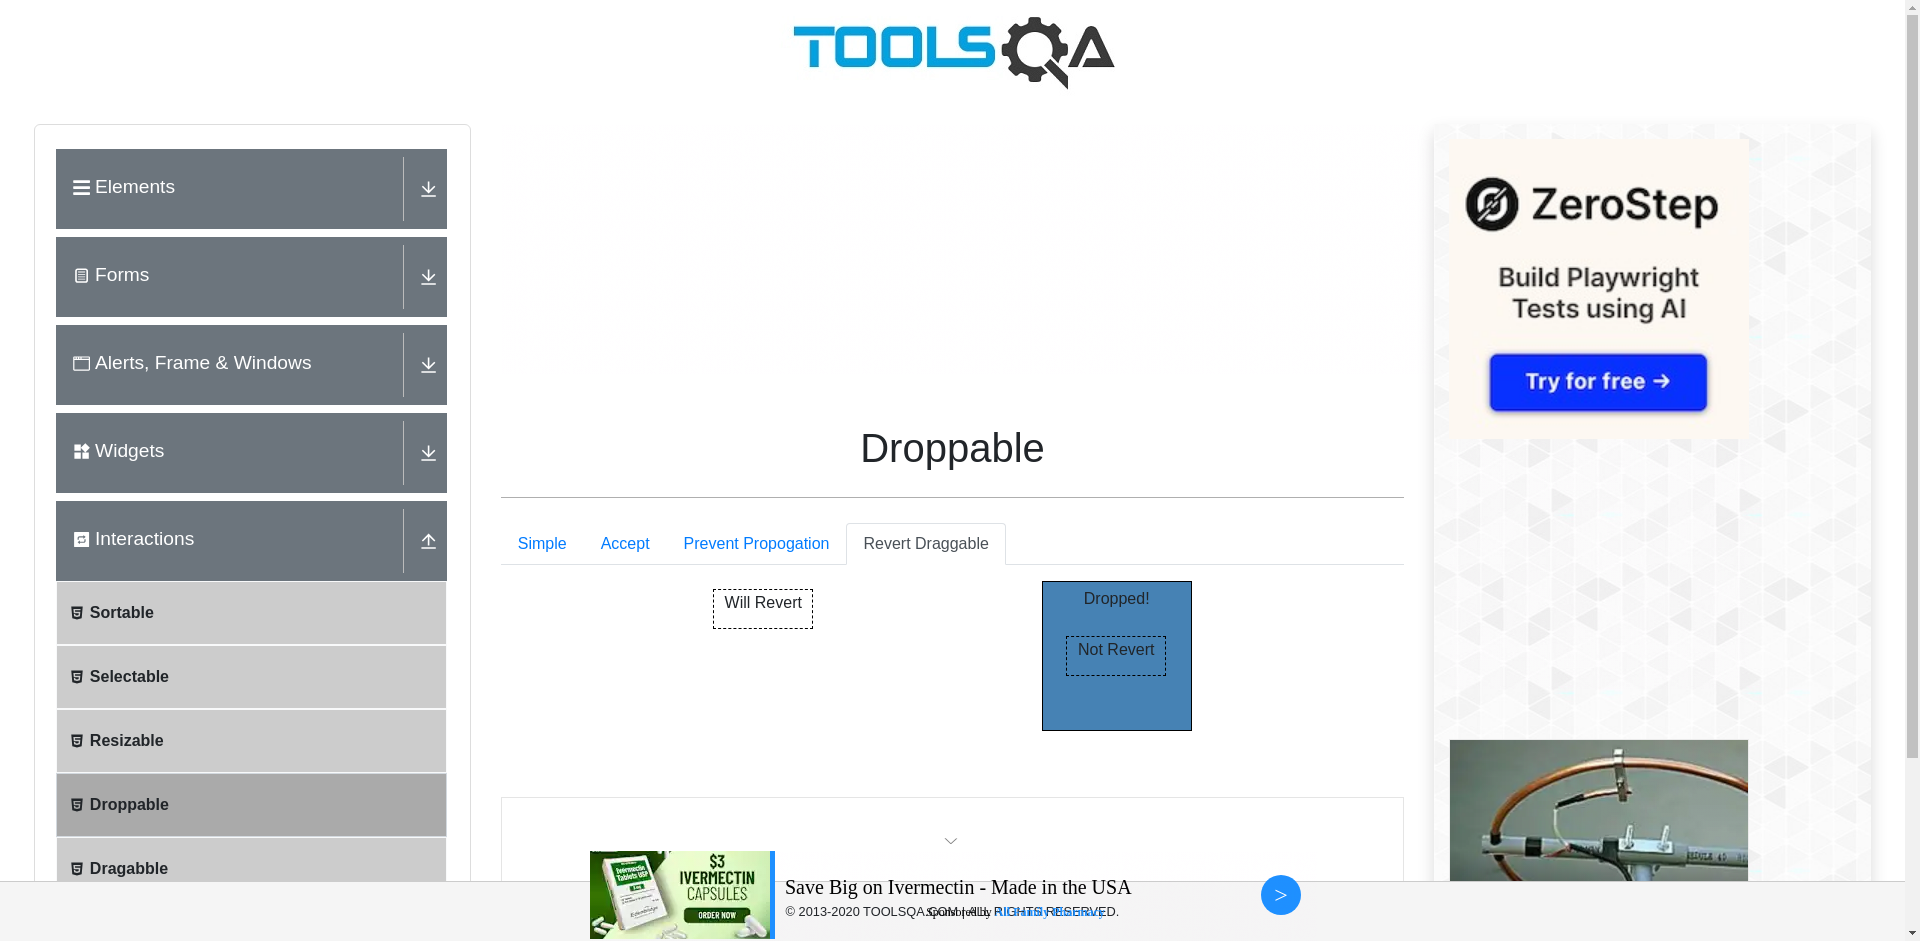 TOOLSQA
Elements
Forms
Alerts, Frame & Windows
Widgets
Interactions
Sortable
Selectable
Resizable
Droppable
Dragabble
Droppable
Simple
Accept
Prevent Propogation
Revert Draggable
Will Revert
Dropped!
Not Revert
ZeroStep
Build Playwright
Tests using AI
Try for free →
$3
IVERMECTIN
CAPSULES
ORDER NOW
Save Big on Ivermectin - Made in the USA
© 2013-2020 TOOLSQA.COM | ALL RIGHTS RESERVED.
>